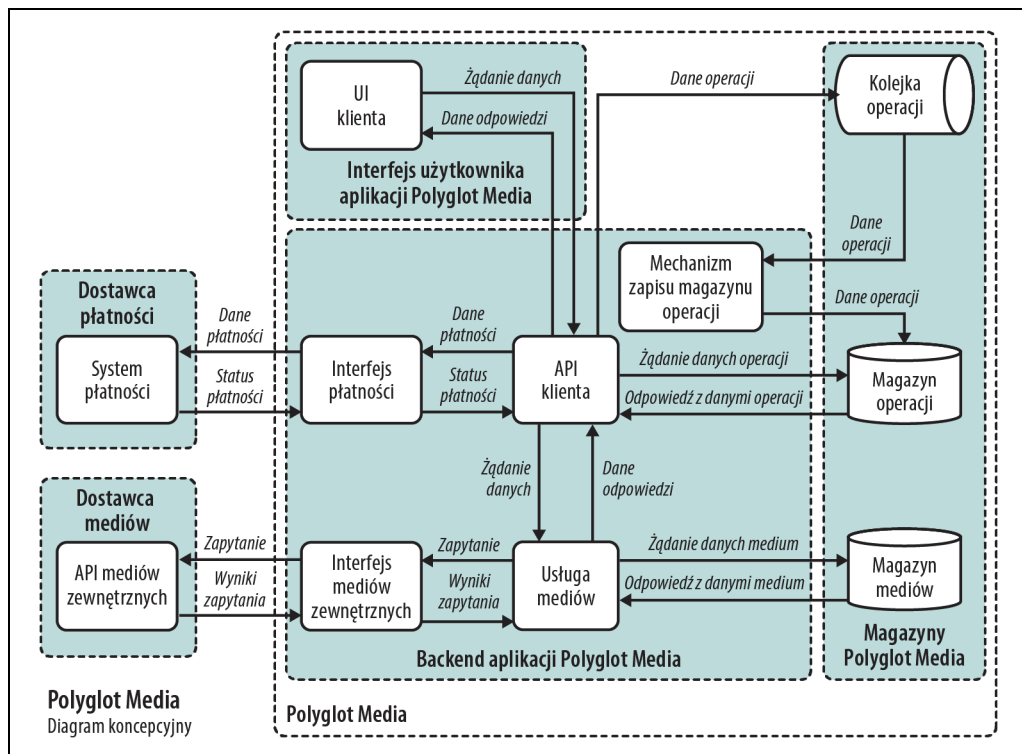 UI
klienta
Żądanie danych
Dane odpowiedzi
Interfejs użytkownika
aplikacji Polyglot Media
Dane operacji
Kolejka
operacji
Dane
operacji
Mechanizm
zapisu magazynu
operacji
Dane operacji
Dostawca
płatności
System
płatności
Dane
płatności
Status
płatności
Interfejs
płatności
Dane
płatności
Status
płatności
API
klienta
Żądanie danych operacji
Odpowiedź z danymi operacji
Magazyn
operacji
Żądanie
danych
Dane
odpowiedzi
Dostawca
mediów
API mediów
zewnętrznych
Zapytanie
Wyniki
zapytania
Interfejs
mediów
zewnętrznych
Zapytanie
Wyniki
zapytania
Usługa
mediów
Żądanie danych medium
Odpowiedź z danymi medium
Magazyn
mediów
Backend aplikacji Polyglot Media
Magazyny
Polyglot Media
Polyglot Media
Diagram koncepcyjny
Polyglot Media